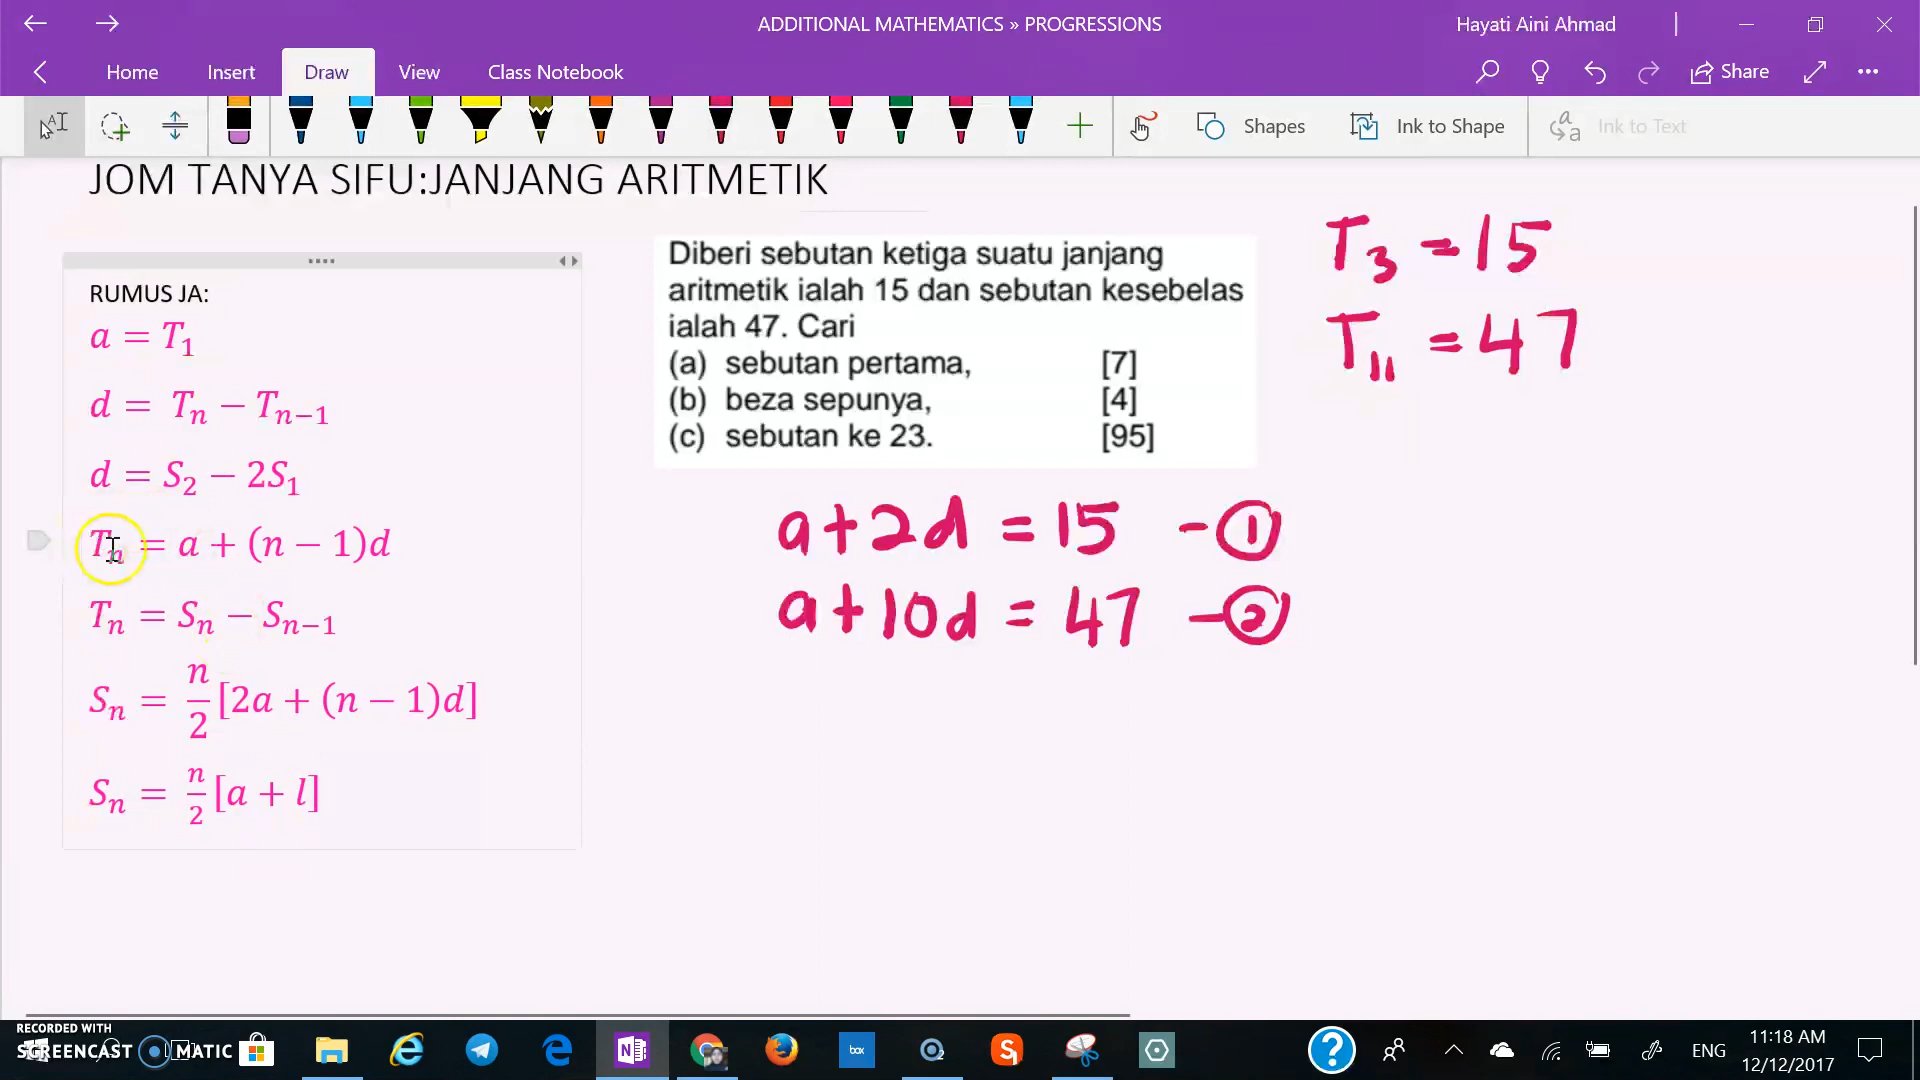 ADDITIONAL MATHEMATICS » PROGRESSIONS
Hayati Aini Ahmad
Home Insert Draw View Class Notebook
Share
Shapes Ink to Shape Ink to Text
JOM TANYA SIFU:JANJANG ARITMETIK
RUMUS JA:
a = T₁
d = Tₙ − Tₙ₋₁
d = S₂ − 2S₁
Tₙ = a + (n − 1)d
Tₙ = Sₙ − Sₙ₋₁
Sₙ = n/2 [2a + (n − 1)d]
Sₙ = n/2 [a + l]
Diberi sebutan ketiga suatu janjang
aritmetik ialah 15 dan sebutan kesebelas
ialah 47. Cari
(a) sebutan pertama, [7]
(b) beza sepunya, [4]
(c) sebutan ke 23. [95]
T₃ = 15
T₁₁ = 47
a + 2d = 15 - ①
a + 10d = 47 - ②
RECORDED WITH
SCREENCAST MATIC
box
ENG
11:18 AM
12/12/2017